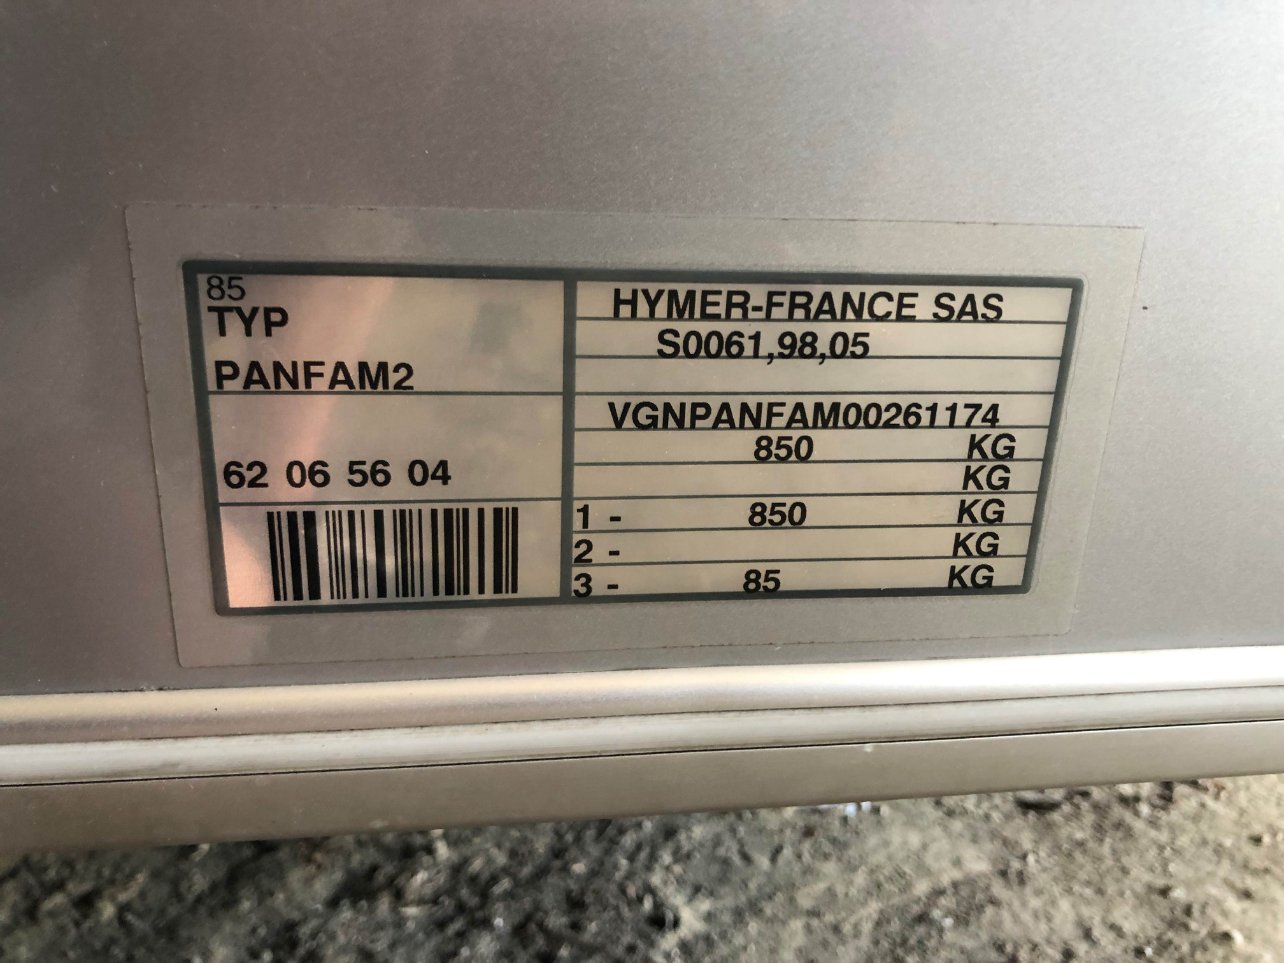 85
TYP
PANFAM2
62 06 56 04
HYMER-FRANCE SAS
S0061,98,05
VGNPANFAM00261174
850 KG
KG
1 - 850 KG
2 - KG
3 - 85 KG